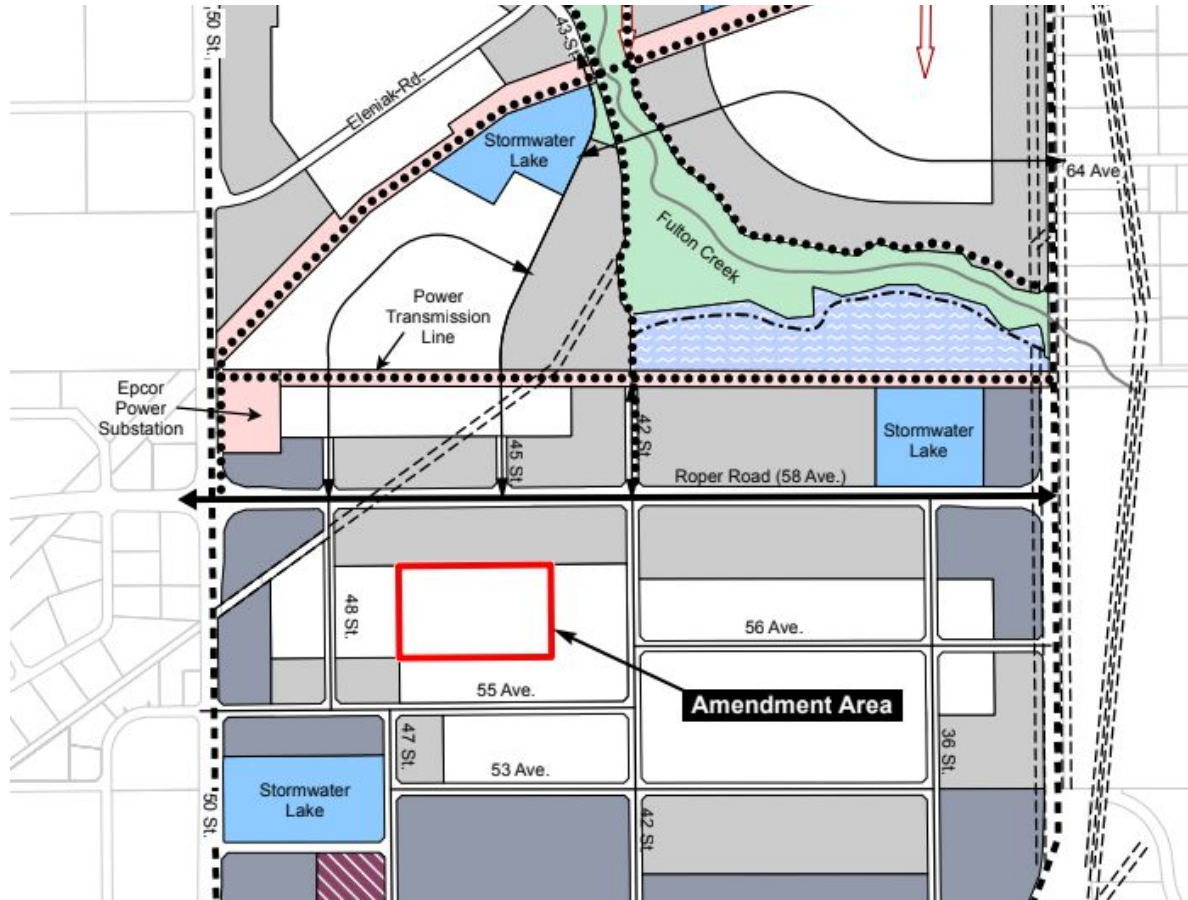 50 St.
43 St.
Eleniak Rd.
Stormwater
Lake
64 Ave
Fulton Creek
Power
Transmission
Line
Epcor
Power
Substation
45 St.
42 St
Stormwater
Lake
Roper Road (58 Ave.)
48 St.
56 Ave.
55 Ave.
Amendment Area
47 St.
36 St.
53 Ave.
Stormwater
Lake
50 St.
42 St